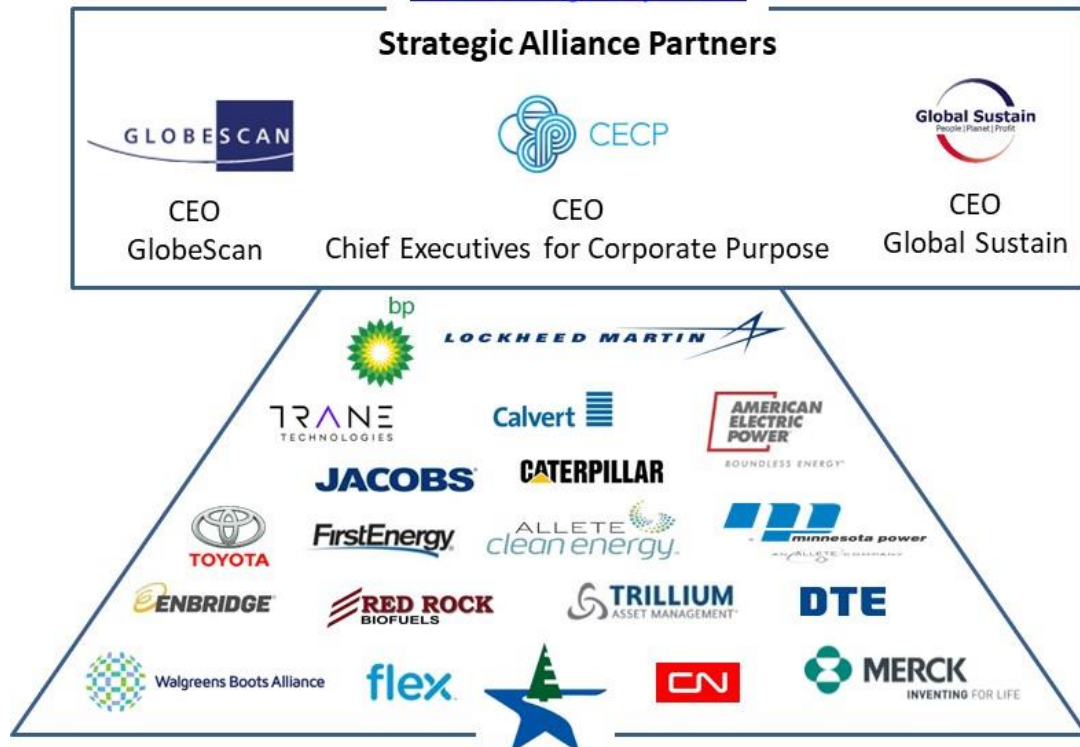 Strategic Alliance Partners
GLOBESCAN
CECP
Global Sustain
People|Planet|Profit
CEO
GlobeScan
CEO
Chief Executives for Corporate Purpose
CEO
Global Sustain
bp
LOCKHEED MARTIN
TRANE
TECHNOLOGIES
Calvert
AMERICAN
ELECTRIC
POWER
BOUNDLESS ENERGY
JACOBS
CATERPILLAR
TOYOTA
FirstEnergy
ALLETE
clean energy
minnesota power
AN ALLETE COMPANY
ENBRIDGE
RED ROCK
BIOFUELS
TRILLIUM
ASSET MANAGEMENT
DTE
Walgreens Boots Alliance
flex
CN
MERCK
INVENTING FOR LIFE